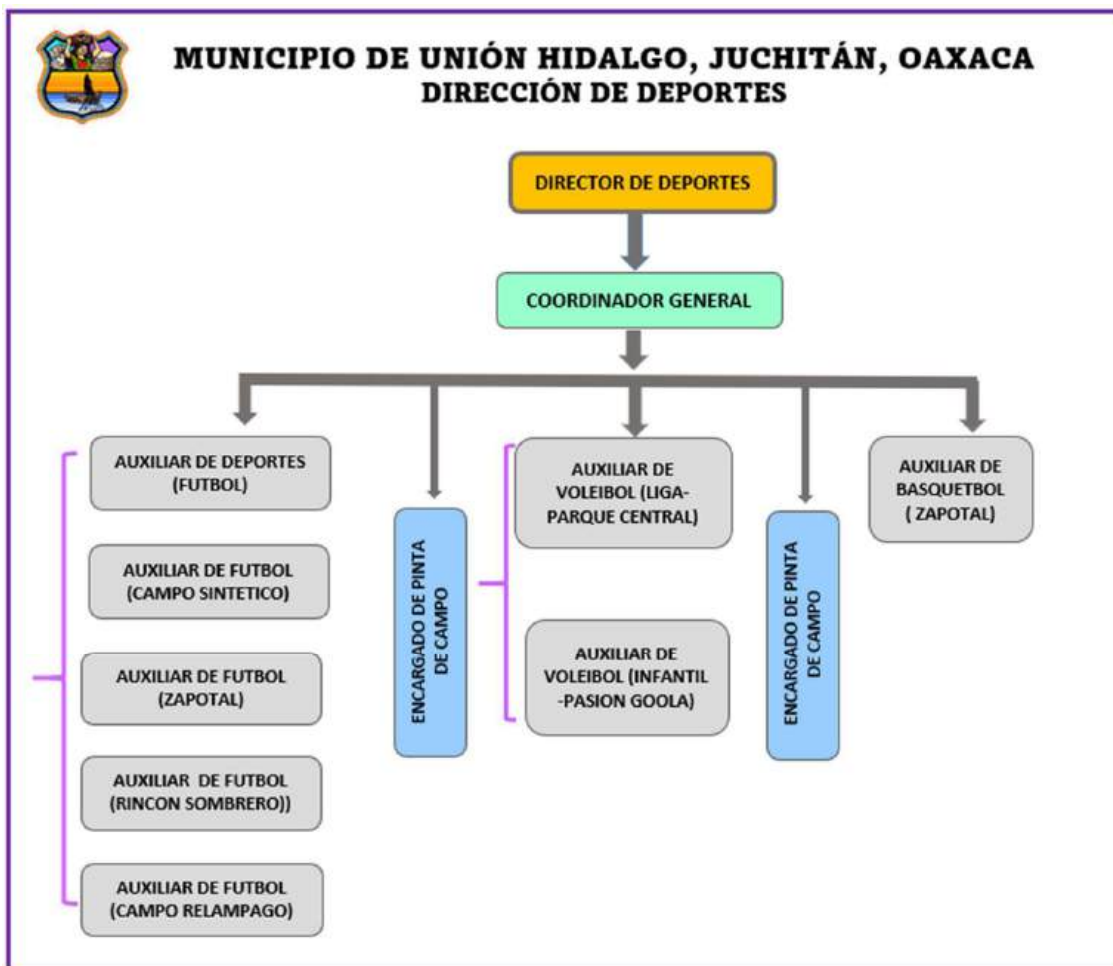 MUNICIPIO DE UNIÓN HIDALGO, JUCHITÁN, OAXACA
DIRECCIÓN DE DEPORTES
DIRECTOR DE DEPORTES
COORDINADOR GENERAL
AUXILIAR DE DEPORTES
(FUTBOL)
AUXILIAR DE FUTBOL
(CAMPO SINTETICO)
AUXILIAR DE FUTBOL
(ZAPOTAL)
AUXILIAR DE FUTBOL
(RINCON SOMBRERO))
AUXILIAR DE FUTBOL
(CAMPO RELAMPAGO)
ENCARGADO DE PINTA
DE CAMPO
AUXILIAR DE
VOLEIBOL (LIGA-
PARQUE CENTRAL)
AUXILIAR DE
VOLEIBOL (INFANTIL
-PASION GOOLA)
ENCARGADO DE PINTA
DE CAMPO
AUXILIAR DE
BASQUETBOL
( ZAPOTAL)